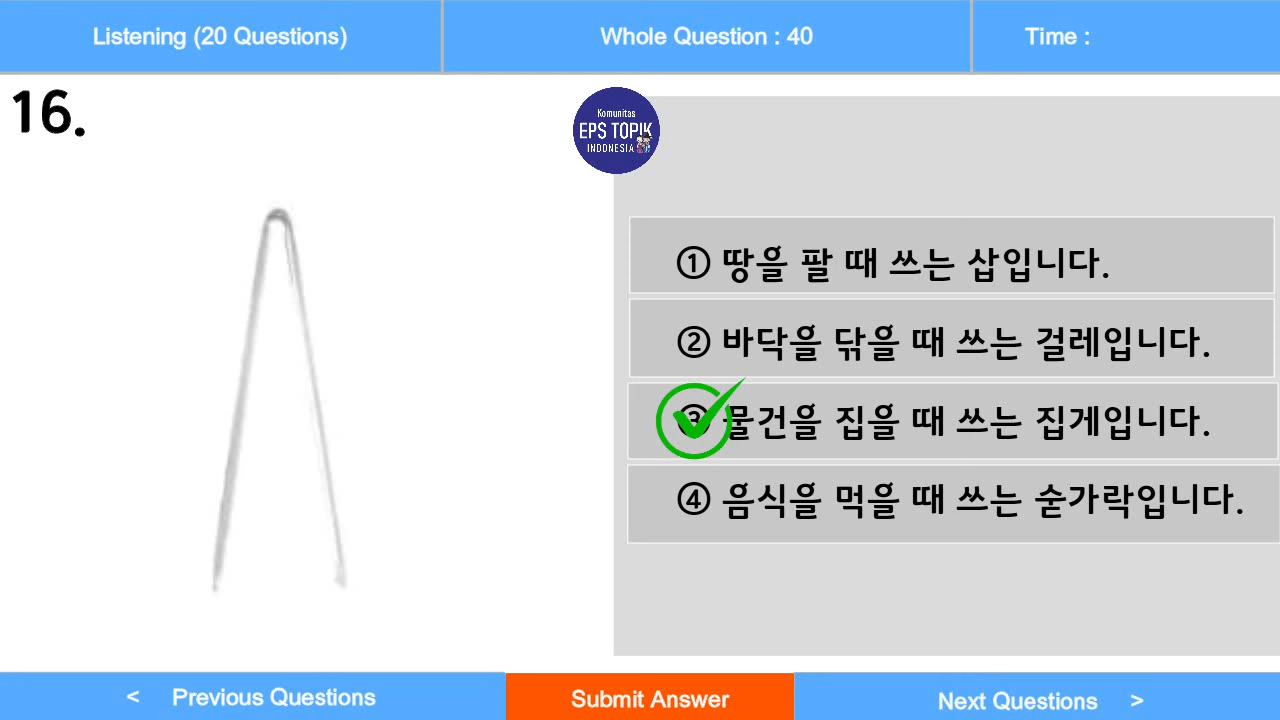 Listening (20 Questions)
Whole Question : 40
Time :
16.
Komunitas
EPS TOPIK
INDONESIA
① 땅을 팔 때 쓰는 삽입니다.
② 바닥을 닦을 때 쓰는 걸레입니다.
③ 물건을 집을 때 쓰는 집게입니다.
④ 음식을 먹을 때 쓰는 숟가락입니다.
< Previous Questions
Submit Answer
Next Questions >